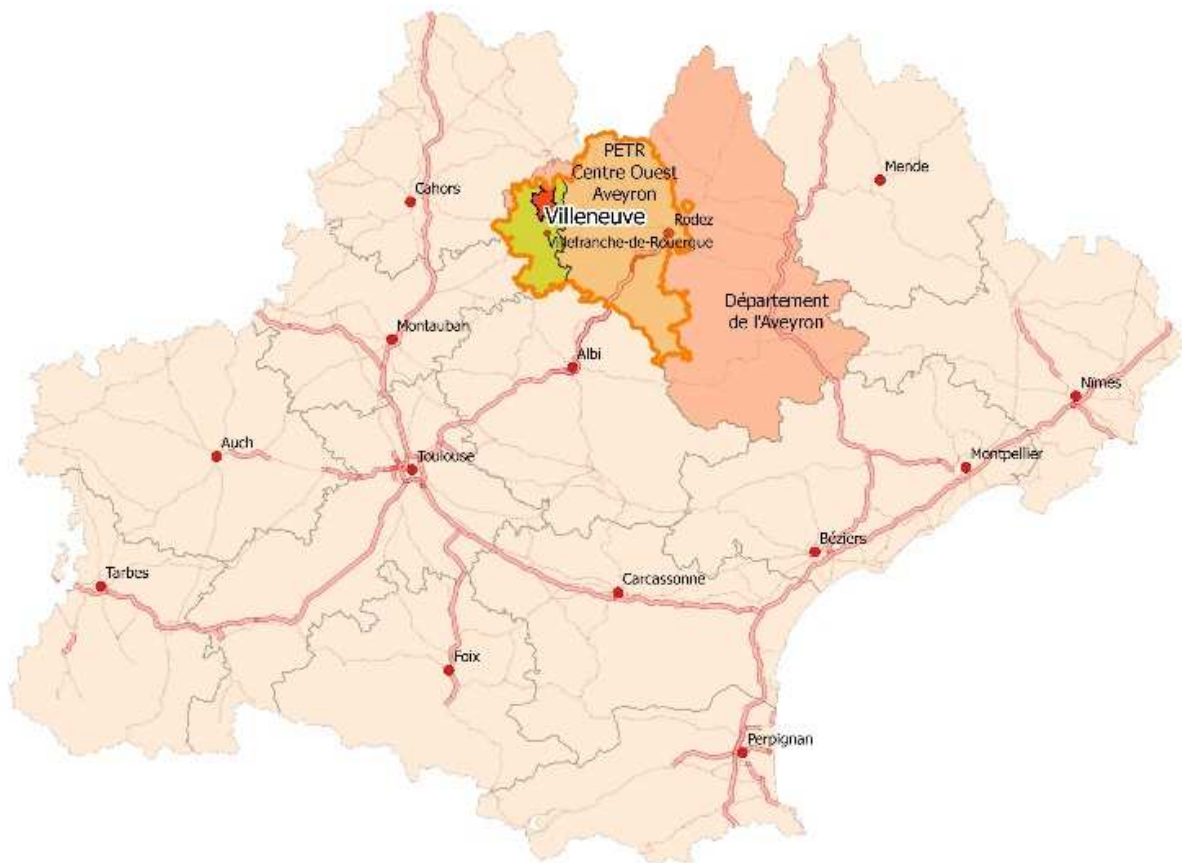 PETR
Centre Ouest
Aveyron
Mende
Cahors
Villeneuve
Rodez
Villefranche-de-Rouergue
Département
de l'Aveyron
Montauban
Albi
Nîmes
Auch
Toulouse
Montpellier
Béziers
Tarbes
Carcassonne
Foix
Perpignan